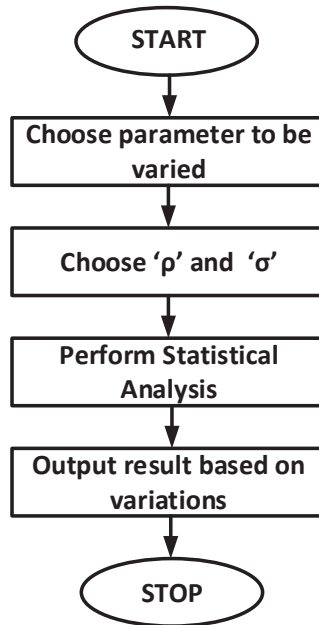 START
Choose parameter to be
varied
Choose ‘ρ’ and ‘σ’
Perform Statistical
Analysis
Output result based on
variations
STOP